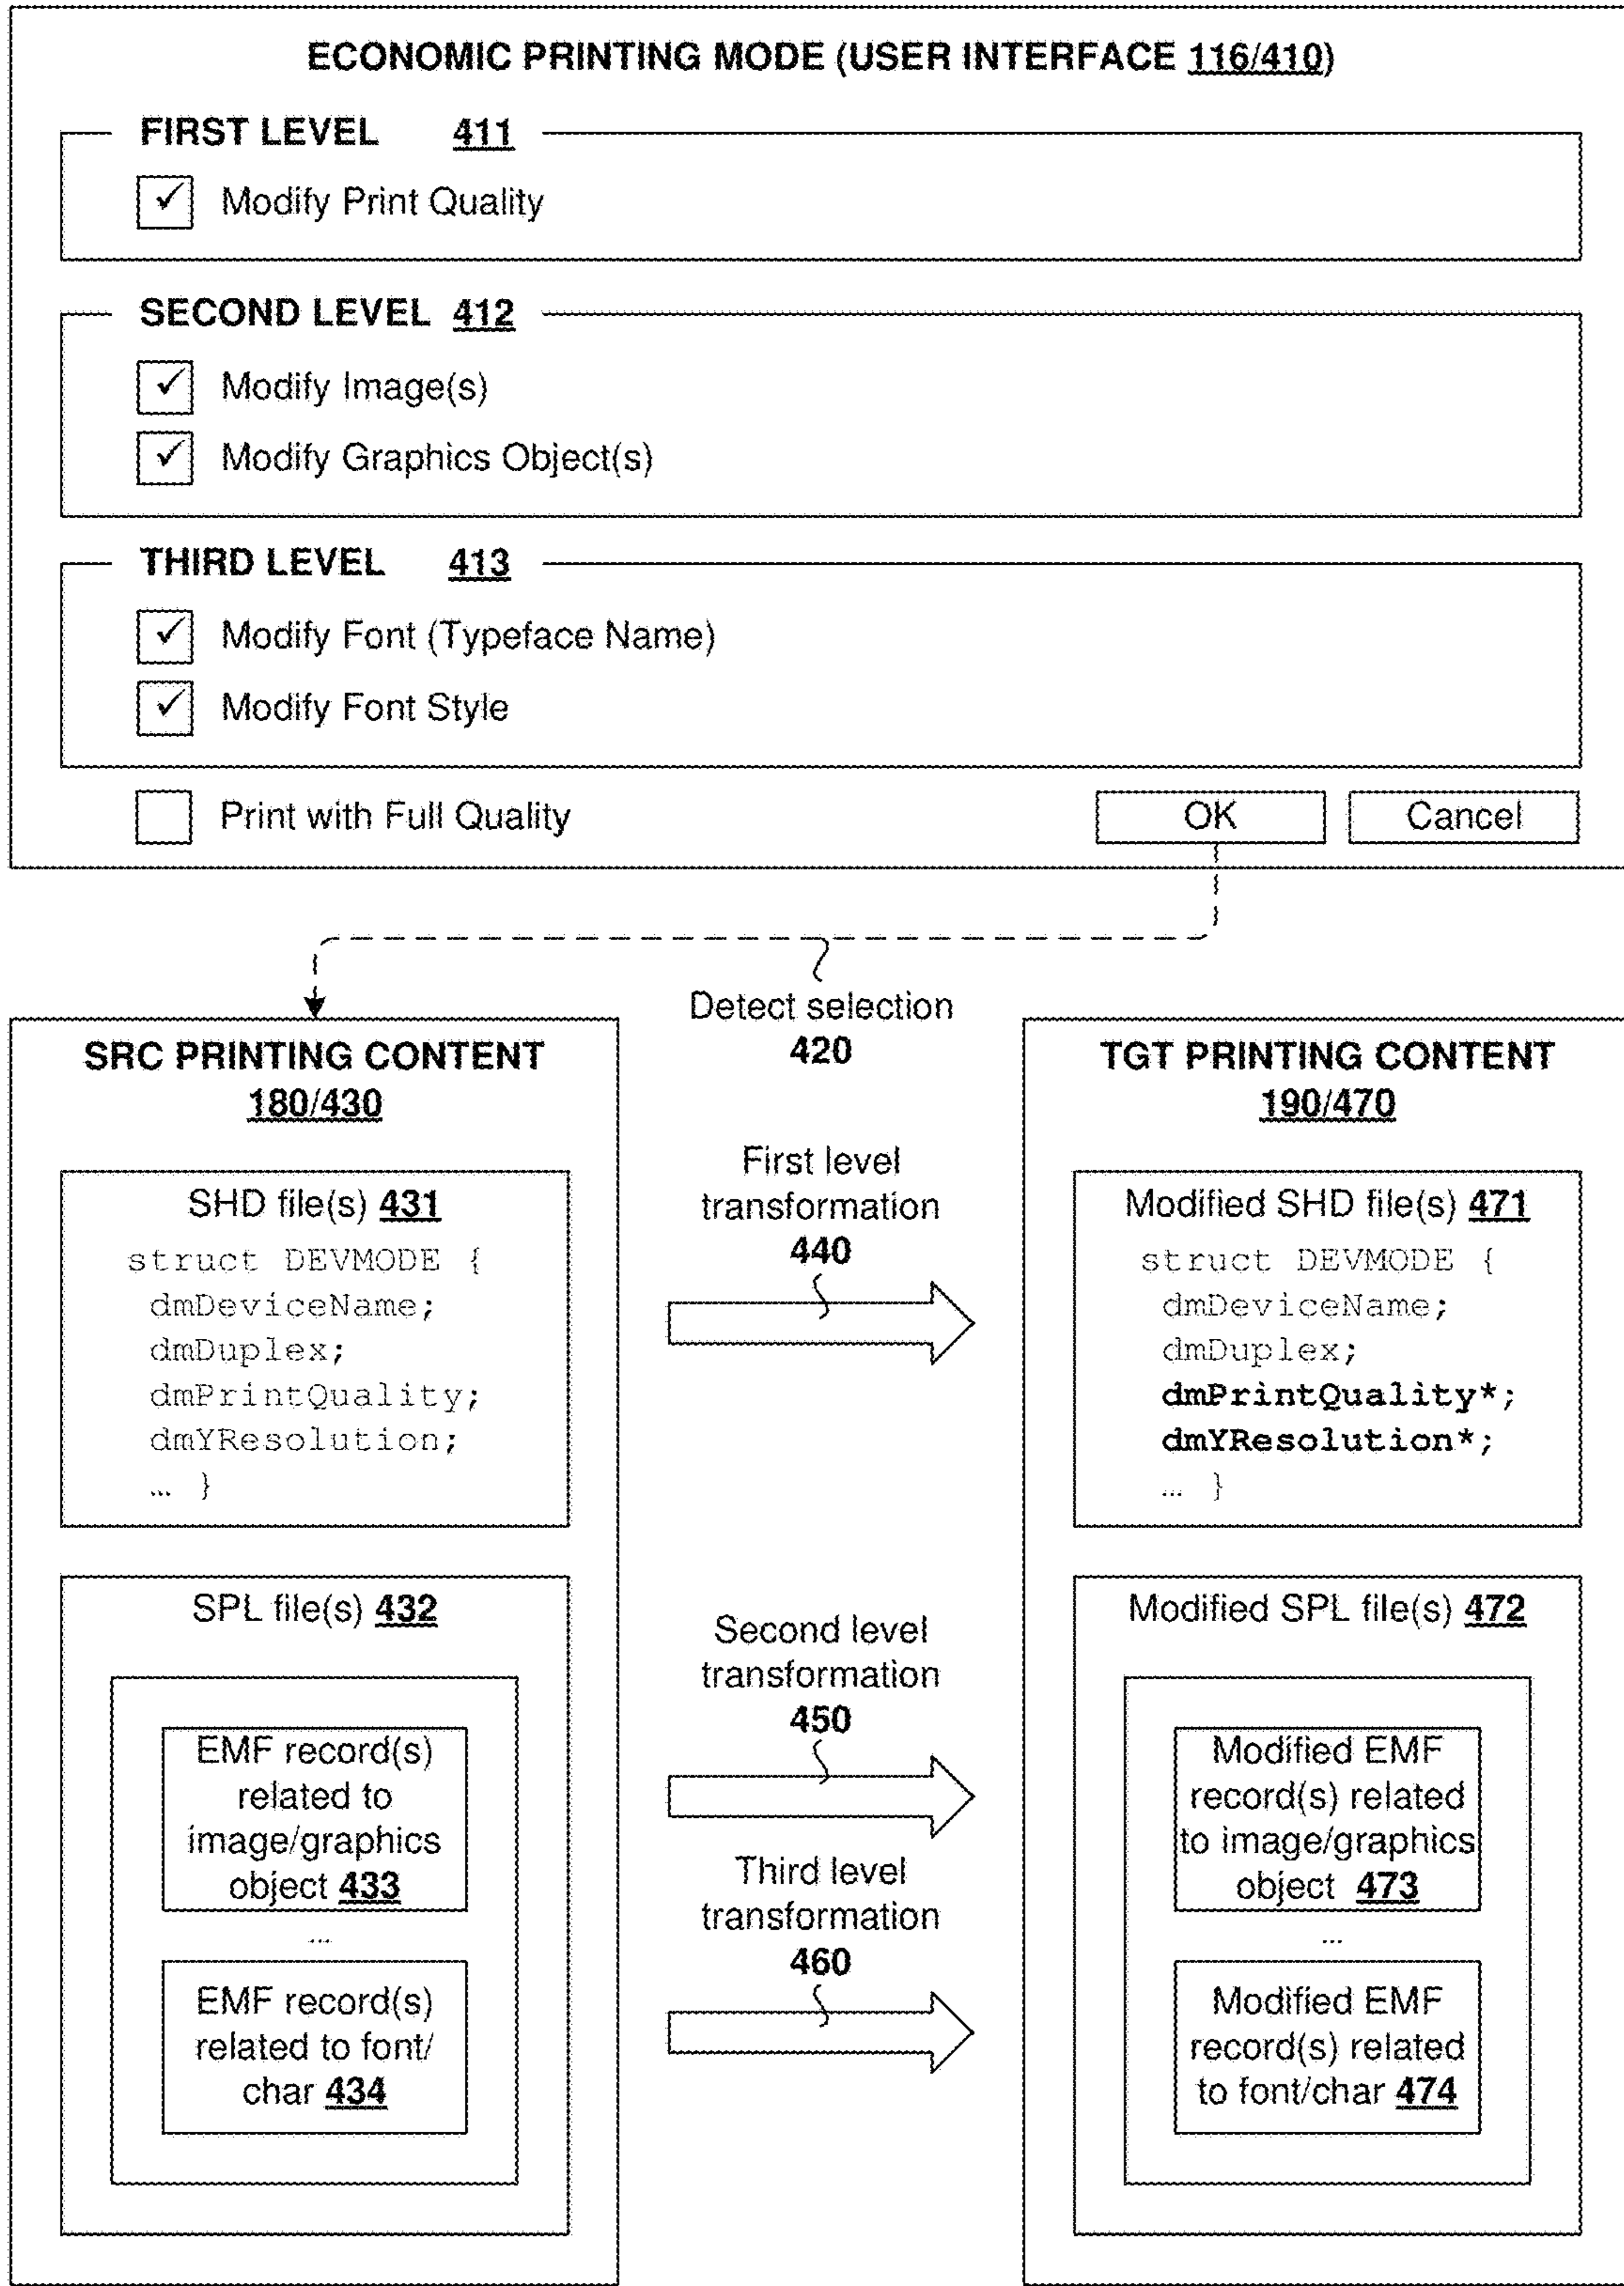 ECONOMIC PRINTING MODE (USER INTERFACE 116/410)
FIRST LEVEL 411
Modify Print Quality
SECOND LEVEL 412
Modify Image(s)
Modify Graphics Object(s)
THIRD LEVEL 413
Modify Font (Typeface Name)
Modify Font Style
Print with Full Quality
OK
Cancel
Detect selection
420
SRC PRINTING CONTENT
180/430
SHD file(s) 431
struct DEVMODE {
dmDeviceName;
dmDuplex;
dmPrintQuality;
dmYResolution;
... }
SPL file(s) 432
EMF record(s)
related to
image/graphics
object 433
...
EMF record(s)
related to font/
char 434
First level
transformation
440
Second level
transformation
450
Third level
transformation
460
TGT PRINTING CONTENT
190/470
Modified SHD file(s) 471
struct DEVMODE {
dmDeviceName;
dmDuplex;
dmPrintQuality*;
dmYResolution*;
... }
Modified SPL file(s) 472
Modified EMF
record(s) related
to image/graphics
object 473
...
Modified EMF
record(s) related
to font/char 474